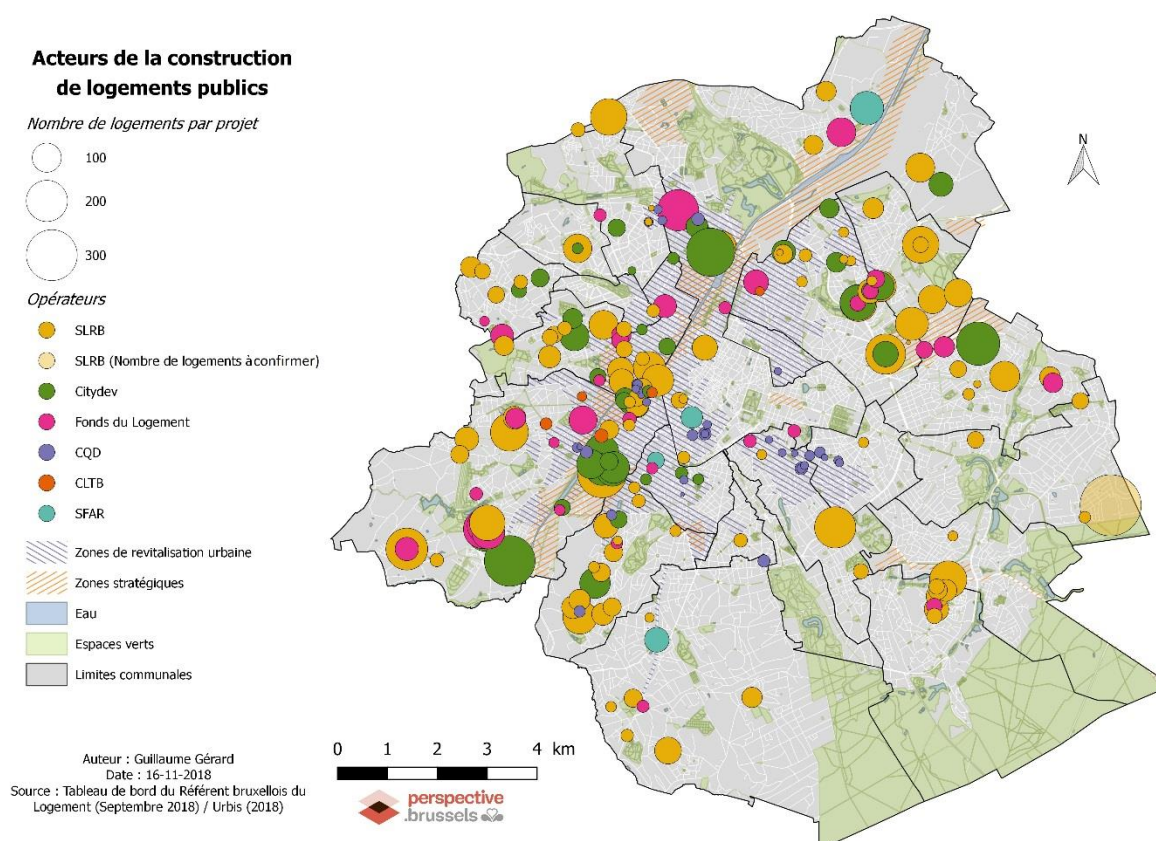 Acteurs de la construction
de logements publics
Nombre de logements par projet
100
200
300
Opérateurs
SLRB
SLRB (Nombre de logements à confirmer)
Citydev
Fonds du Logement
CQD
CLTB
SFAR
Zones de revitalisation urbaine
Zones stratégiques
Eau
Espaces verts
Limites communales
Auteur : Guillaume Gérard
Date : 16-11-2018
Source : Tableau de bord du Référent bruxellois du
Logement (Septembre 2018) / Urbis (2018)
N
0 1 2 3 4 km
perspective
.brussels